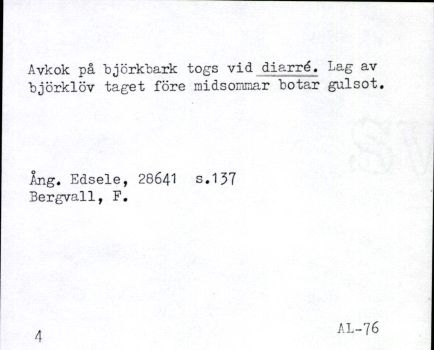 Avkok på björkbark togs vid diarré. Lag av
björklöv taget före midsommar botar gulsot.
Ång. Edsele, 28641 s.137
Bergvall, F.
4
AL-76